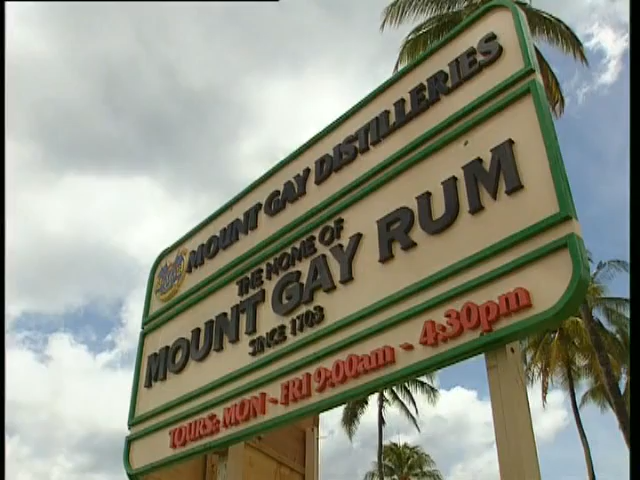 MOUNT GAY DISTILLERIES
THE HOME OF
MOUNT GAY RUM
SINCE 1703
TOURS: MON - FRI 9:00am - 4:30pm